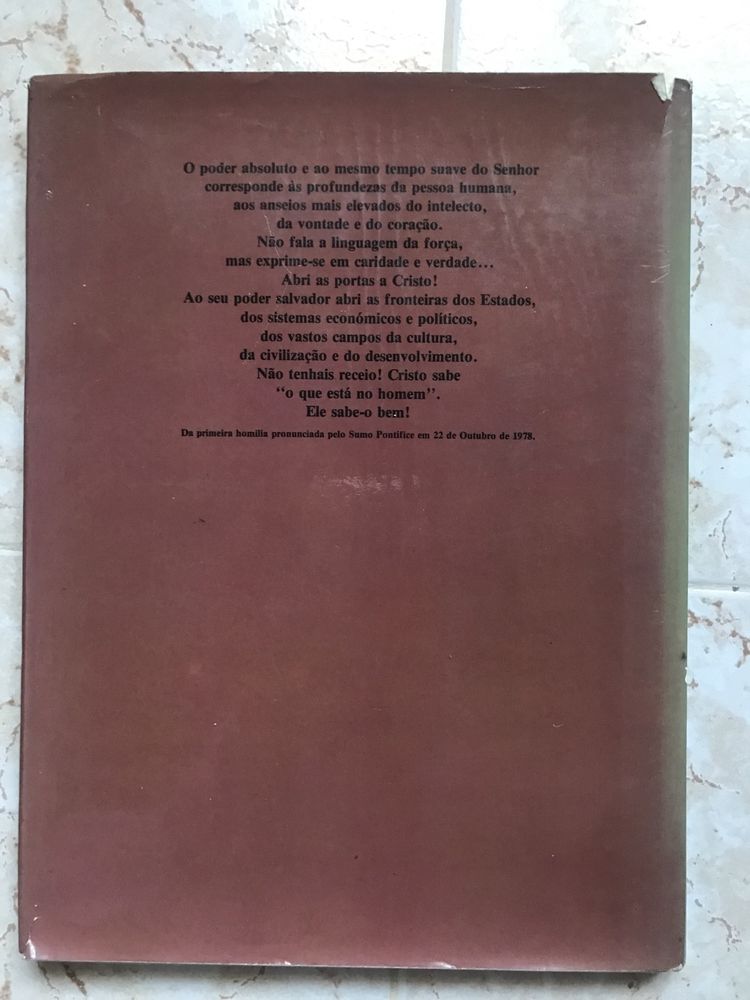 O poder absoluto e ao mesmo tempo suave do Senhor
corresponde às profundezas da pessoa humana,
aos anseios mais elevados do intelecto,
da vontade e do coração.
Não fala a linguagem da força,
mas exprime-se em caridade e verdade...
Abri as portas a Cristo!
Ao seu poder salvador abri as fronteiras dos Estados,
dos sistemas económicos e políticos,
dos vastos campos da cultura,
da civilização e do desenvolvimento.
Não tenhais receio! Cristo sabe
"o que está no homem".
Ele sabe-o bem!
Da primeira homilia pronunciada pelo Sumo Pontífice em 22 de Outubro de 1978.